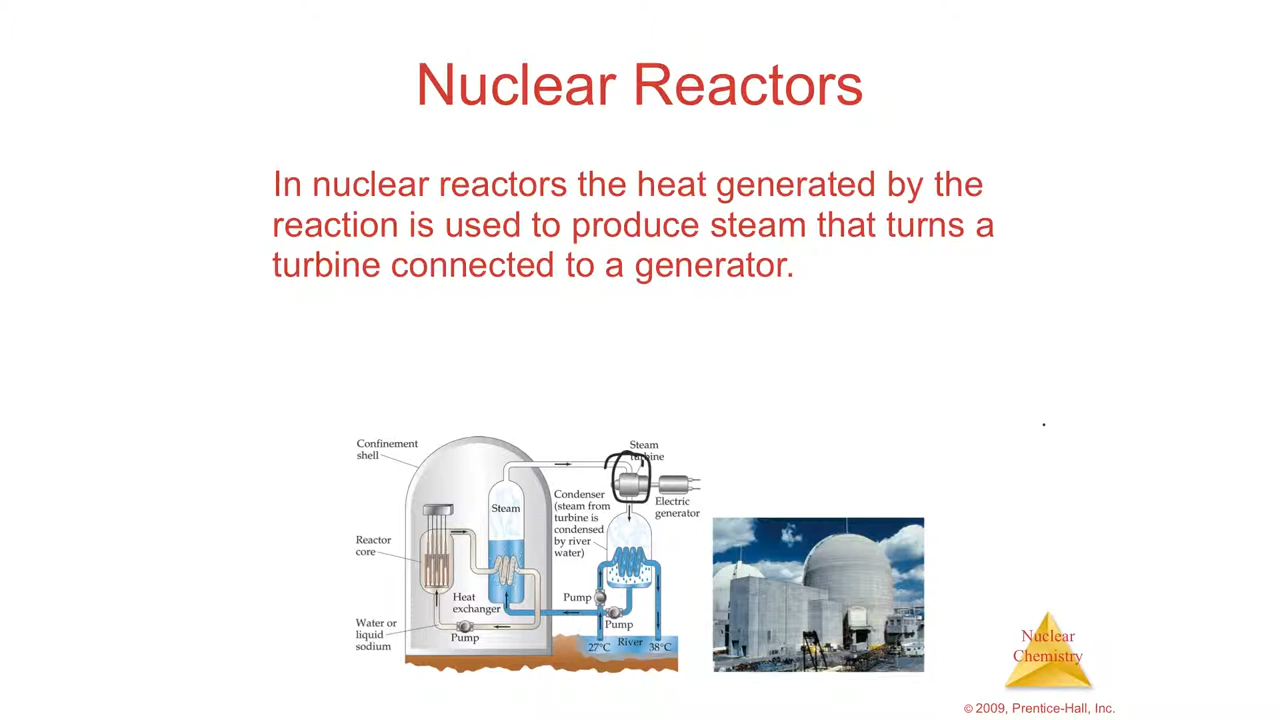 Nuclear Reactors
In nuclear reactors the heat generated by the
reaction is used to produce steam that turns a
turbine connected to a generator.
Confinement
shell
Reactor
core
Water or
liquid
sodium
Pump
Heat
exchanger
Steam
Condenser
(steam from
turbine is
condensed
by river
water)
Steam
turbine
Electric
generator
Pump
Pump
27°C
River
38°C
Nuclear
Chemistry
© 2009, Prentice-Hall, Inc.